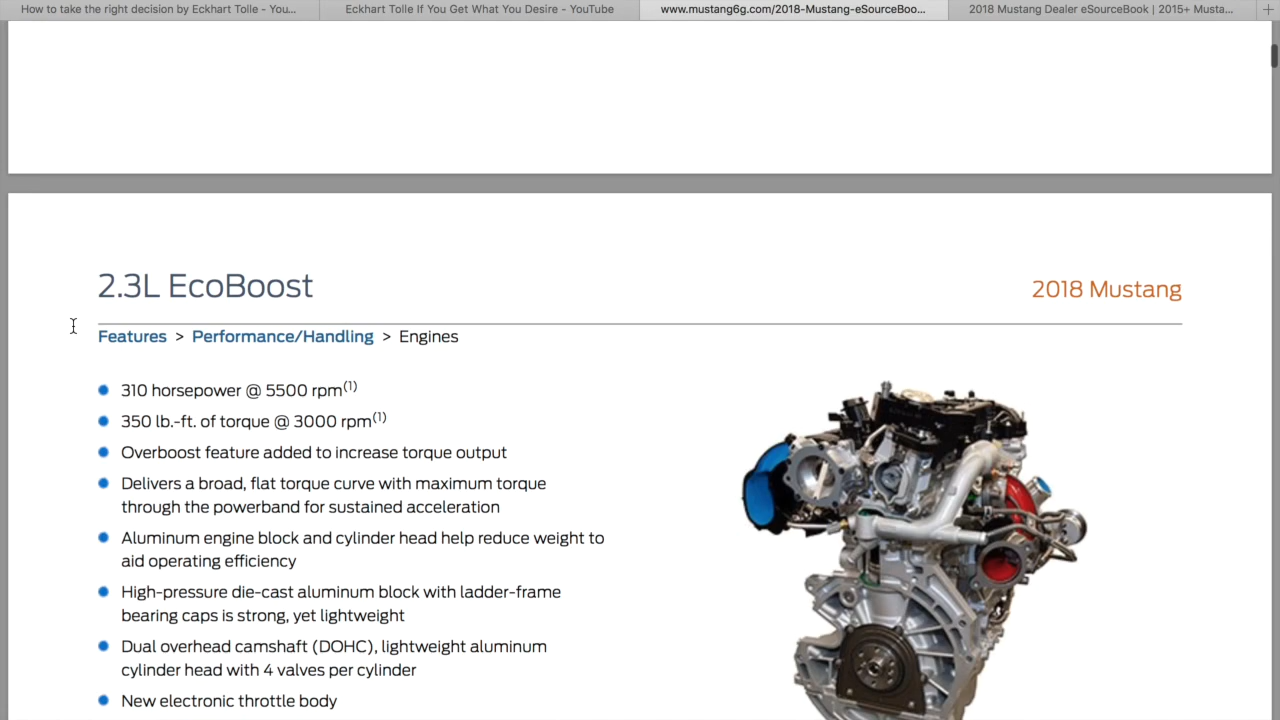 How to take the right decision by Eckhart Tolle - You...
Eckhart Tolle If You Get What You Desire - YouTube
www.mustang6g.com/2018-Mustang-eSourceBoo...
2018 Mustang Dealer eSourceBook | 2015+ Musta...
2.3L EcoBoost
2018 Mustang
Features > Performance/Handling > Engines
310 horsepower @ 5500 rpm(1)
350 lb.-ft. of torque @ 3000 rpm(1)
Overboost feature added to increase torque output
Delivers a broad, flat torque curve with maximum torque
through the powerband for sustained acceleration
Aluminum engine block and cylinder head help reduce weight to
aid operating efficiency
High-pressure die-cast aluminum block with ladder-frame
bearing caps is strong, yet lightweight
Dual overhead camshaft (DOHC), lightweight aluminum
cylinder head with 4 valves per cylinder
New electronic throttle body